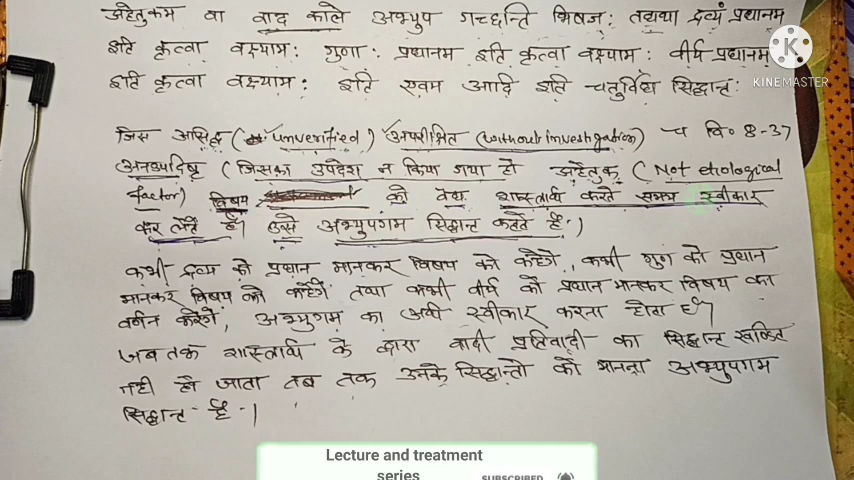 अहेतुकम वा वाद काले अभ्युप गच्छन्ति भिषजः तद्यथा द्रव्यं प्रधानम
इति कृत्वा वक्ष्यामः गुणाः प्रधानम इति कृत्वा वक्ष्यामः वीर्य प्रधानम
इति कृत्वा वक्ष्यामः इति एवम आदि इति चतुर्विध सिद्धान्तः
KINEMASTER
जिस असिद्ध (unverified) अपरीक्षित (without investigation) च वि० 8-37
अनुपदिष्ट (जिसका उपदेश न किया गया हो अहेतुक (Not etiological
factor) विषय को वैद्य शास्त्रार्थ करते समय स्वीकार
कर लेतें है। उसे अभ्युपगम सिद्धान्त कहते है।
कभी द्रव्य को प्रधान मानकर विषय को कहेगें, कभी गुण को प्रधान
मानकर विषय को कहेगें तथा कभी वीर्य को प्रधान मानकर विषय का
वर्णन करेगें, अभ्युगम का अर्थ स्वीकार करना होता है।
जब तक शास्त्रार्थ के द्वारा वादी प्रतिवादी का सिद्धान्त खण्डित
नही हो जाता तब तक उनके सिद्धान्तो को मानना अभ्युपगम
सिद्धान्त है।
Lecture and treatment
series
SUBSCRIBED